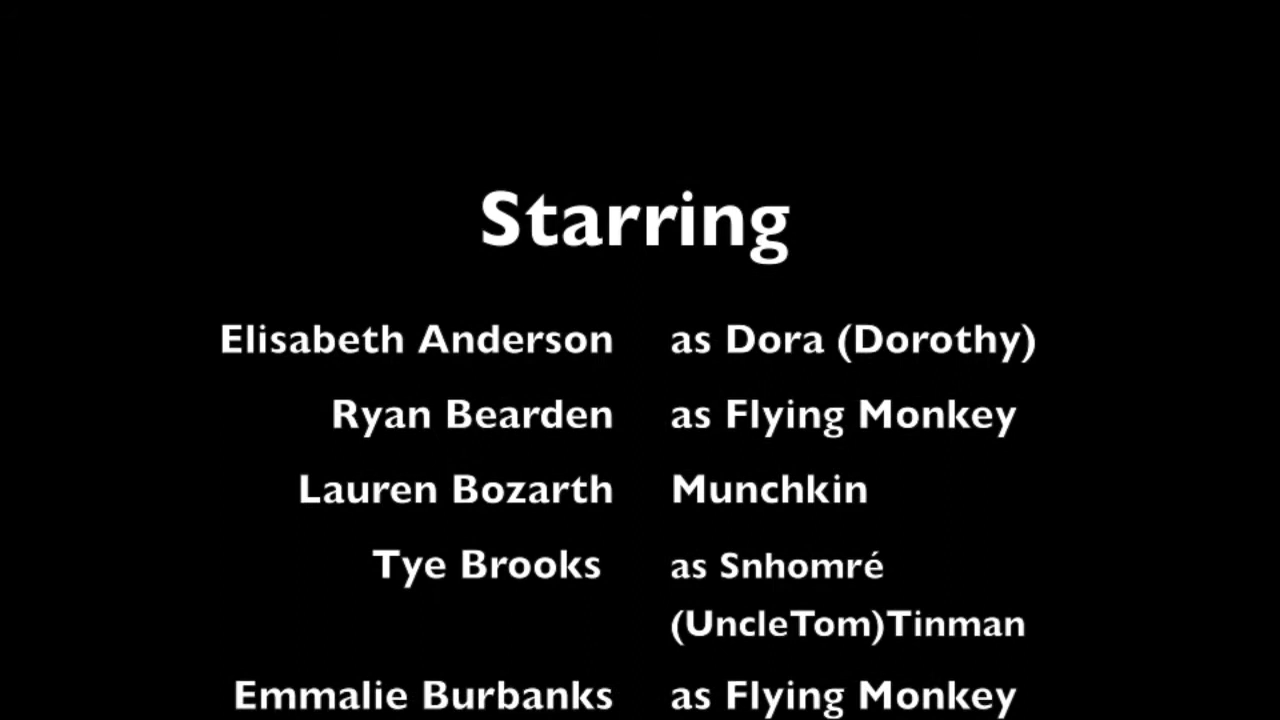 Starring
Elisabeth Anderson as Dora (Dorothy)
Ryan Bearden as Flying Monkey
Lauren Bozarth Munchkin
Tye Brooks as Snhomré
(UncleTom)Tinman
Emmalie Burbanks as Flying Monkey